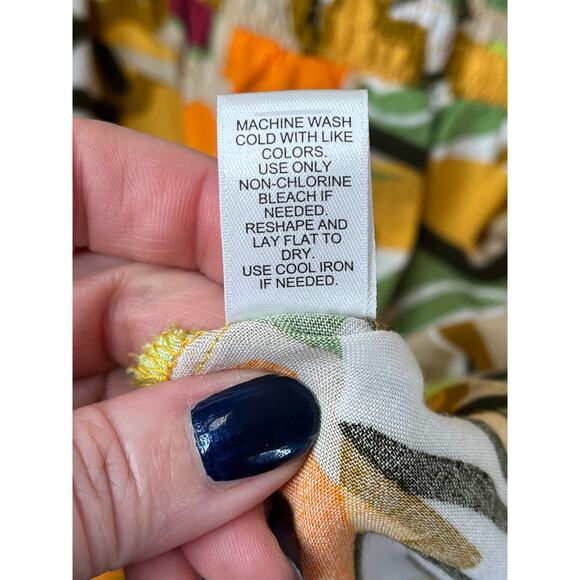 MACHINE WASH
COLD WITH LIKE
COLORS.
USE ONLY
NON-CHLORINE
BLEACH IF
NEEDED.
RESHAPE AND
LAY FLAT TO
DRY.
USE COOL IRON
IF NEEDED.